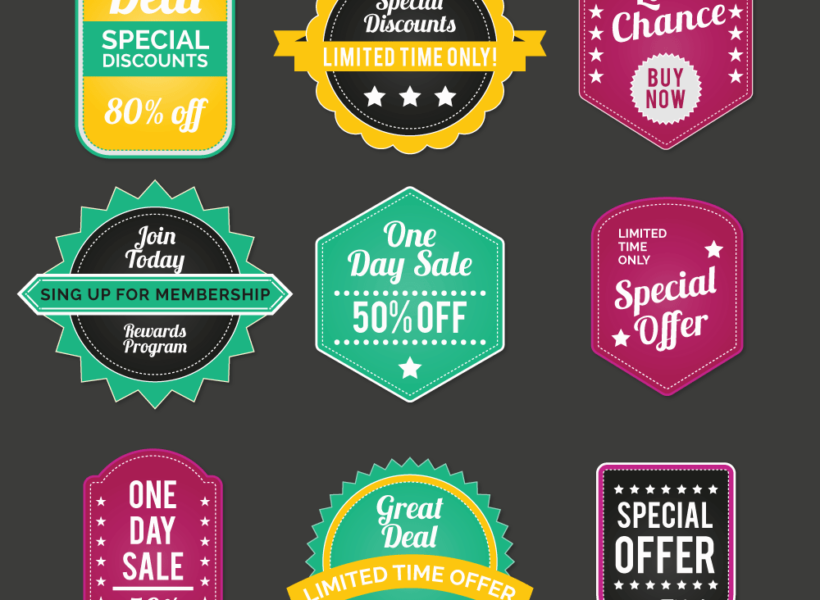 Deal
SPECIAL
DISCOUNTS
80% off
Special
Discounts
LIMITED TIME ONLY!
Chance
BUY
NOW
Join
Today
SING UP FOR MEMBERSHIP
Rewards
Program
One
Day Sale
50% OFF
LIMITED
TIME
ONLY
Special
Offer
ONE
DAY
SALE
Great
Deal
LIMITED TIME OFFER
SPECIAL
OFFER